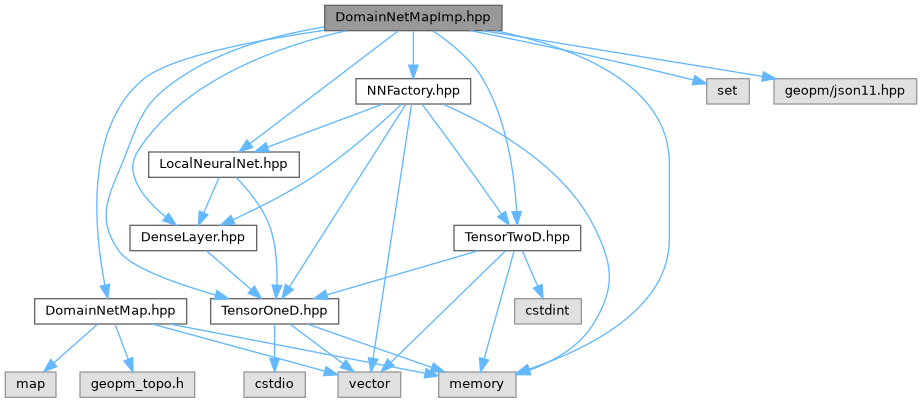 DomainNetMapImp.hpp
NNFactory.hpp
set
geopm/json11.hpp
LocalNeuralNet.hpp
DenseLayer.hpp
TensorTwoD.hpp
DomainNetMap.hpp
TensorOneD.hpp
cstdint
map
geopm_topo.h
cstdio
vector
memory